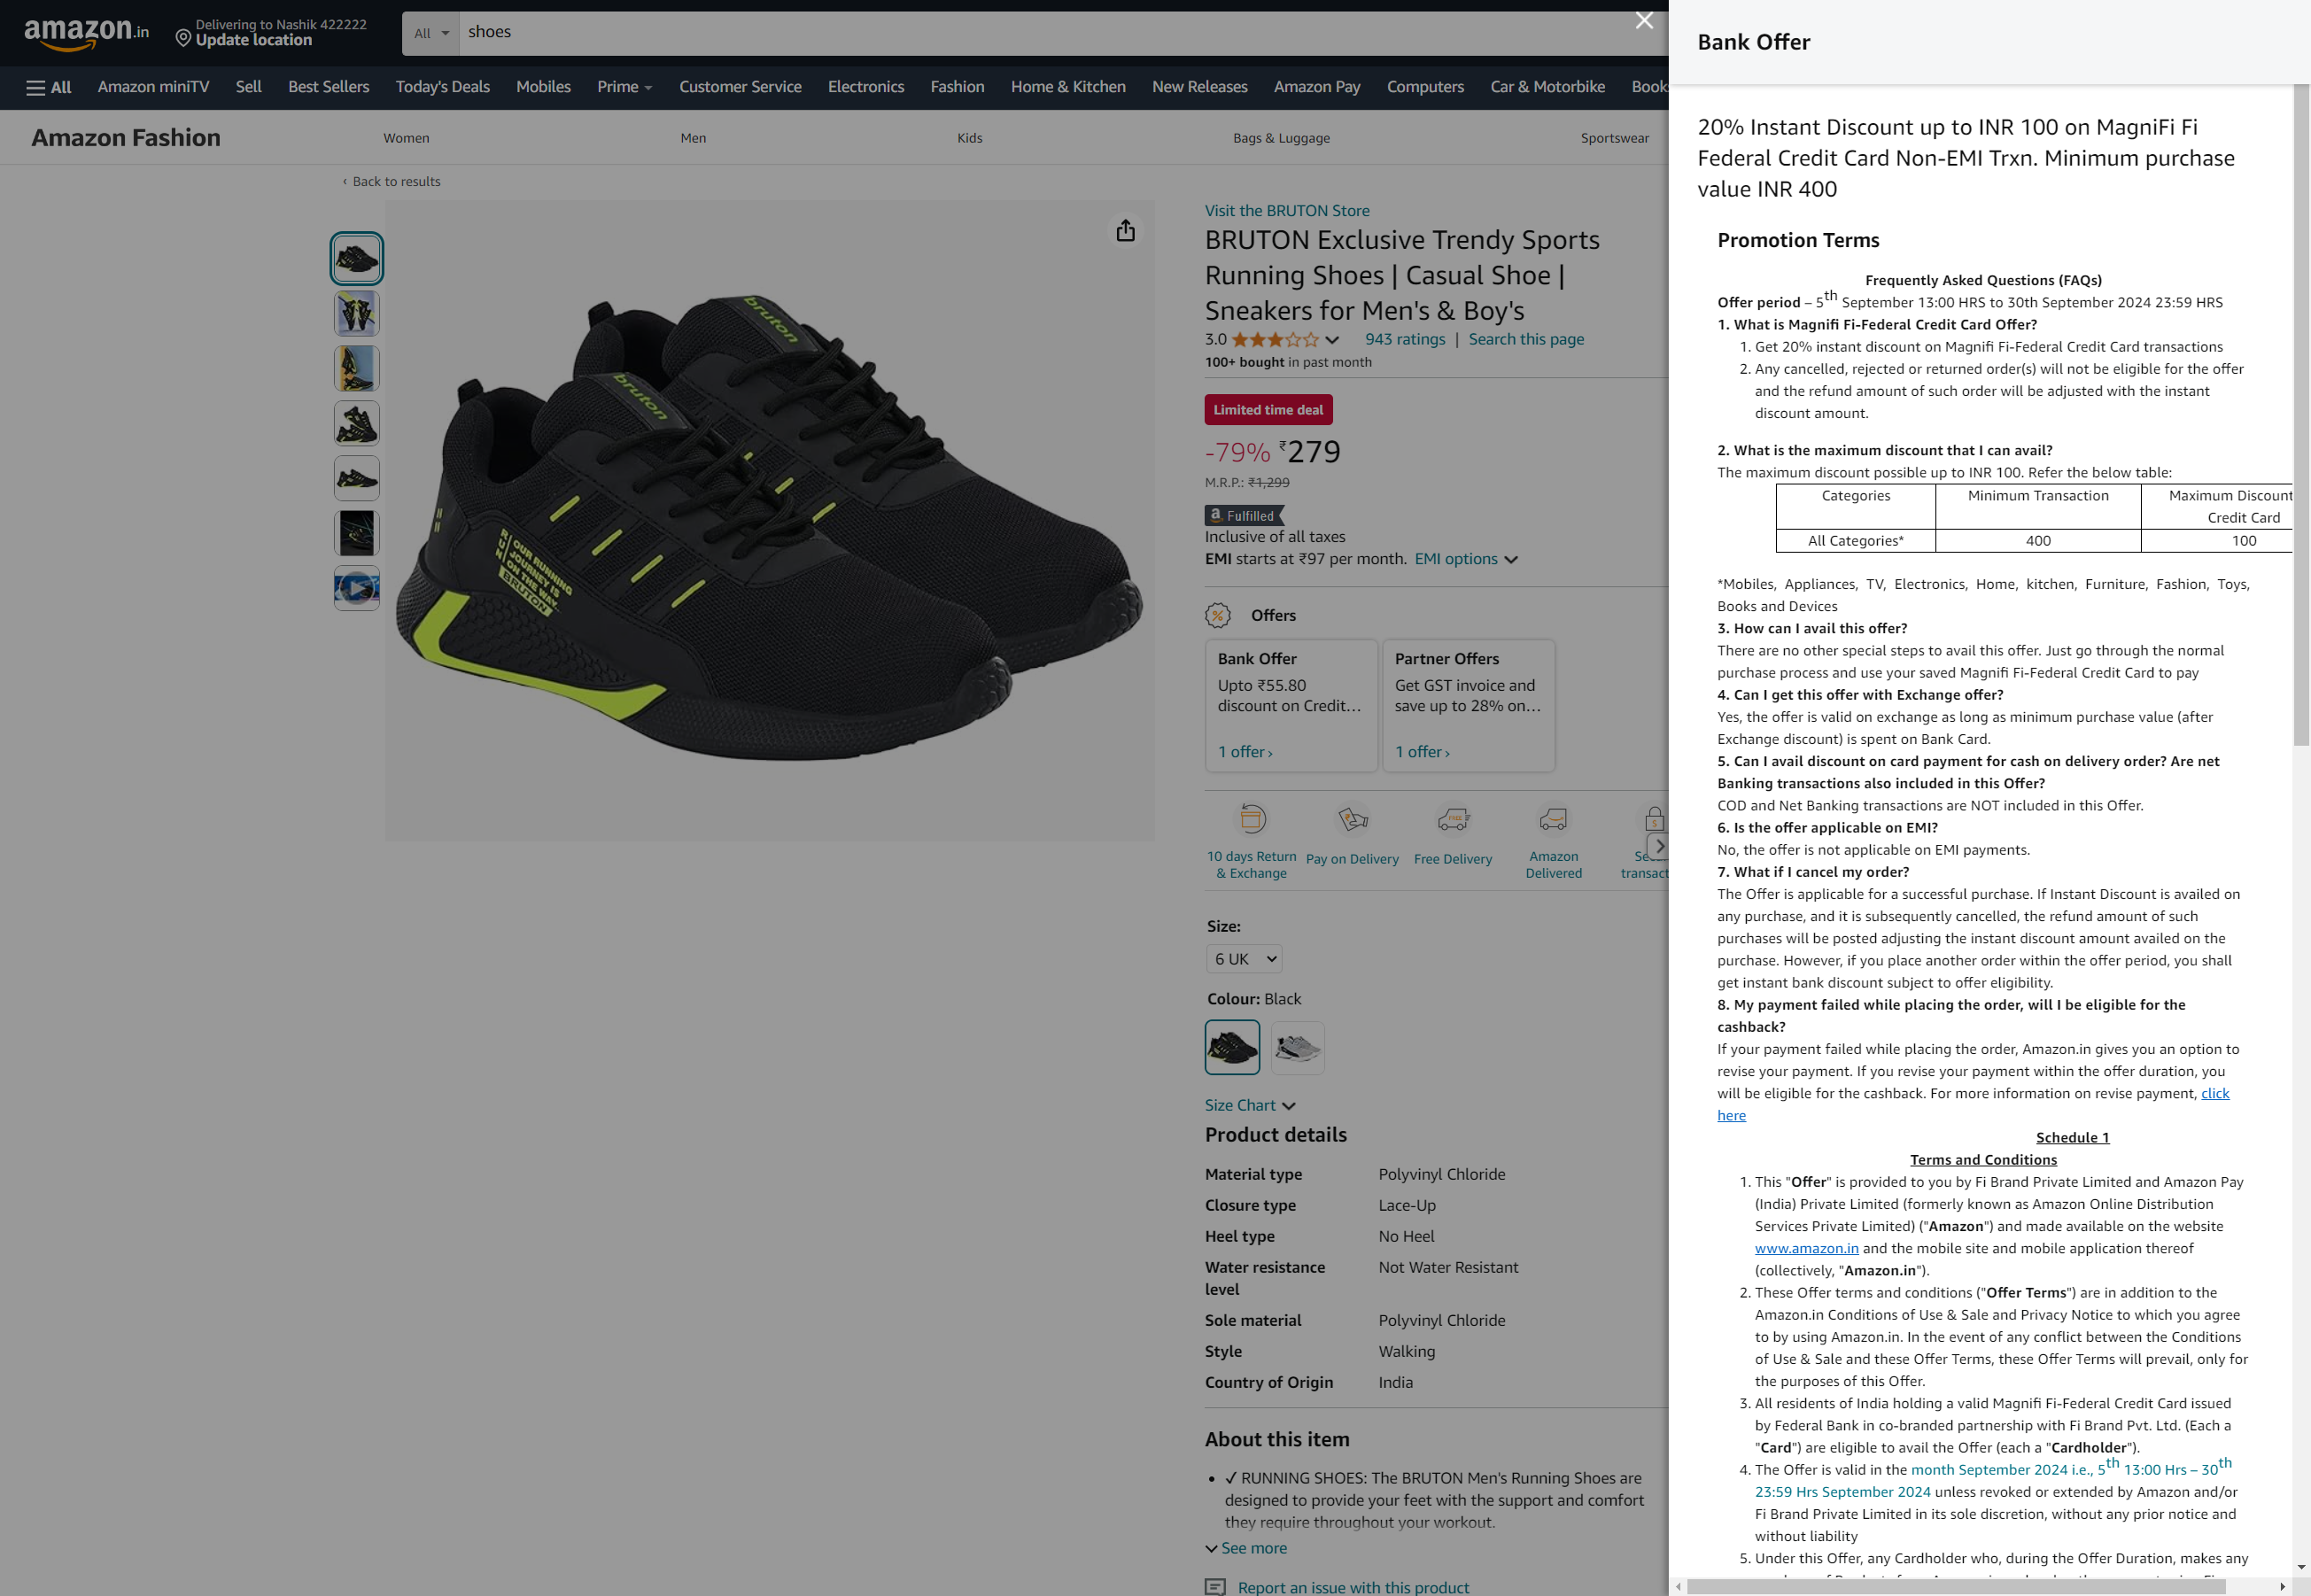 amazon.in
Delivering to Nashik 422222
Update location
All
shoes
All
Amazon miniTV
Sell
Best Sellers
Today's Deals
Mobiles
Prime
Customer Service
Electronics
Fashion
Home & Kitchen
New Releases
Amazon Pay
Computers
Car & Motorbike
Books
Amazon Fashion
Women
Men
Kids
Bags & Luggage
Sportswear
‹ Back to results
bruton
bruton
RUN
OUR RUNNING
JOURNEY IS
ON THE WAY..
BRUTON
Visit the BRUTON Store
BRUTON Exclusive Trendy Sports
Running Shoes | Casual Shoe |
Sneakers for Men's & Boy's
3.0
943 ratings | Search this page
100+ bought in past month
Limited time deal
-79% ₹279
M.R.P.: ₹1,299
a Fulfilled
Inclusive of all taxes
EMI starts at ₹97 per month. EMI options
% Offers
Bank Offer
Upto ₹55.80
discount on Credit…
1 offer ›
Partner Offers
Get GST invoice and
save up to 28% on…
1 offer ›
10 days Return
& Exchange
Pay on Delivery
FREE
Free Delivery
Amazon
Delivered
transact
Size:
6 UK
Colour: Black
Size Chart
Product details
Material type Polyvinyl Chloride
Closure type Lace-Up
Heel type No Heel
Water resistance Not Water Resistant
level
Sole material Polyvinyl Chloride
Style Walking
Country of Origin India
About this item
• ✓ RUNNING SHOES: The BRUTON Men's Running Shoes are
designed to provide your feet with the support and comfort
they require throughout your workout.
See more
Report an issue with this product
Bank Offer
20% Instant Discount up to INR 100 on MagniFi Fi
Federal Credit Card Non-EMI Trxn. Minimum purchase
value INR 400
Promotion Terms
Frequently Asked Questions (FAQs)
Offer period – 5th September 13:00 HRS to 30th September 2024 23:59 HRS
1. What is Magnifi Fi-Federal Credit Card Offer?
1. Get 20% instant discount on Magnifi Fi-Federal Credit Card transactions
2. Any cancelled, rejected or returned order(s) will not be eligible for the offer
and the refund amount of such order will be adjusted with the instant
discount amount.
2. What is the maximum discount that I can avail?
The maximum discount possible up to INR 100. Refer the below table:
Categories Minimum Transaction Maximum Discount
Credit Card
All Categories* 400 100
*Mobiles, Appliances, TV, Electronics, Home, kitchen, Furniture, Fashion, Toys,
Books and Devices
3. How can I avail this offer?
There are no other special steps to avail this offer. Just go through the normal
purchase process and use your saved Magnifi Fi-Federal Credit Card to pay
4. Can I get this offer with Exchange offer?
Yes, the offer is valid on exchange as long as minimum purchase value (after
Exchange discount) is spent on Bank Card.
5. Can I avail discount on card payment for cash on delivery order? Are net
Banking transactions also included in this Offer?
COD and Net Banking transactions are NOT included in this Offer.
6. Is the offer applicable on EMI?
No, the offer is not applicable on EMI payments.
7. What if I cancel my order?
The Offer is applicable for a successful purchase. If Instant Discount is availed on
any purchase, and it is subsequently cancelled, the refund amount of such
purchases will be posted adjusting the instant discount amount availed on the
purchase. However, if you place another order within the offer period, you shall
get instant bank discount subject to offer eligibility.
8. My payment failed while placing the order, will I be eligible for the
cashback?
If your payment failed while placing the order, Amazon.in gives you an option to
revise your payment. If you revise your payment within the offer duration, you
will be eligible for the cashback. For more information on revise payment, click
here
Schedule 1
Terms and Conditions
1. This "Offer" is provided to you by Fi Brand Private Limited and Amazon Pay
(India) Private Limited (formerly known as Amazon Online Distribution
Services Private Limited) ("Amazon") and made available on the website
www.amazon.in and the mobile site and mobile application thereof
(collectively, "Amazon.in").
2. These Offer terms and conditions ("Offer Terms") are in addition to the
Amazon.in Conditions of Use & Sale and Privacy Notice to which you agree
to by using Amazon.in. In the event of any conflict between the Conditions
of Use & Sale and these Offer Terms, these Offer Terms will prevail, only for
the purposes of this Offer.
3. All residents of India holding a valid Magnifi Fi-Federal Credit Card issued
by Federal Bank in co-branded partnership with Fi Brand Pvt. Ltd. (Each a
"Card") are eligible to avail the Offer (each a "Cardholder").
4. The Offer is valid in the month September 2024 i.e., 5th 13:00 Hrs – 30th
23:59 Hrs September 2024 unless revoked or extended by Amazon and/or
Fi Brand Private Limited in its sole discretion, without any prior notice and
without liability
5. Under this Offer, any Cardholder who, during the Offer Duration, makes any